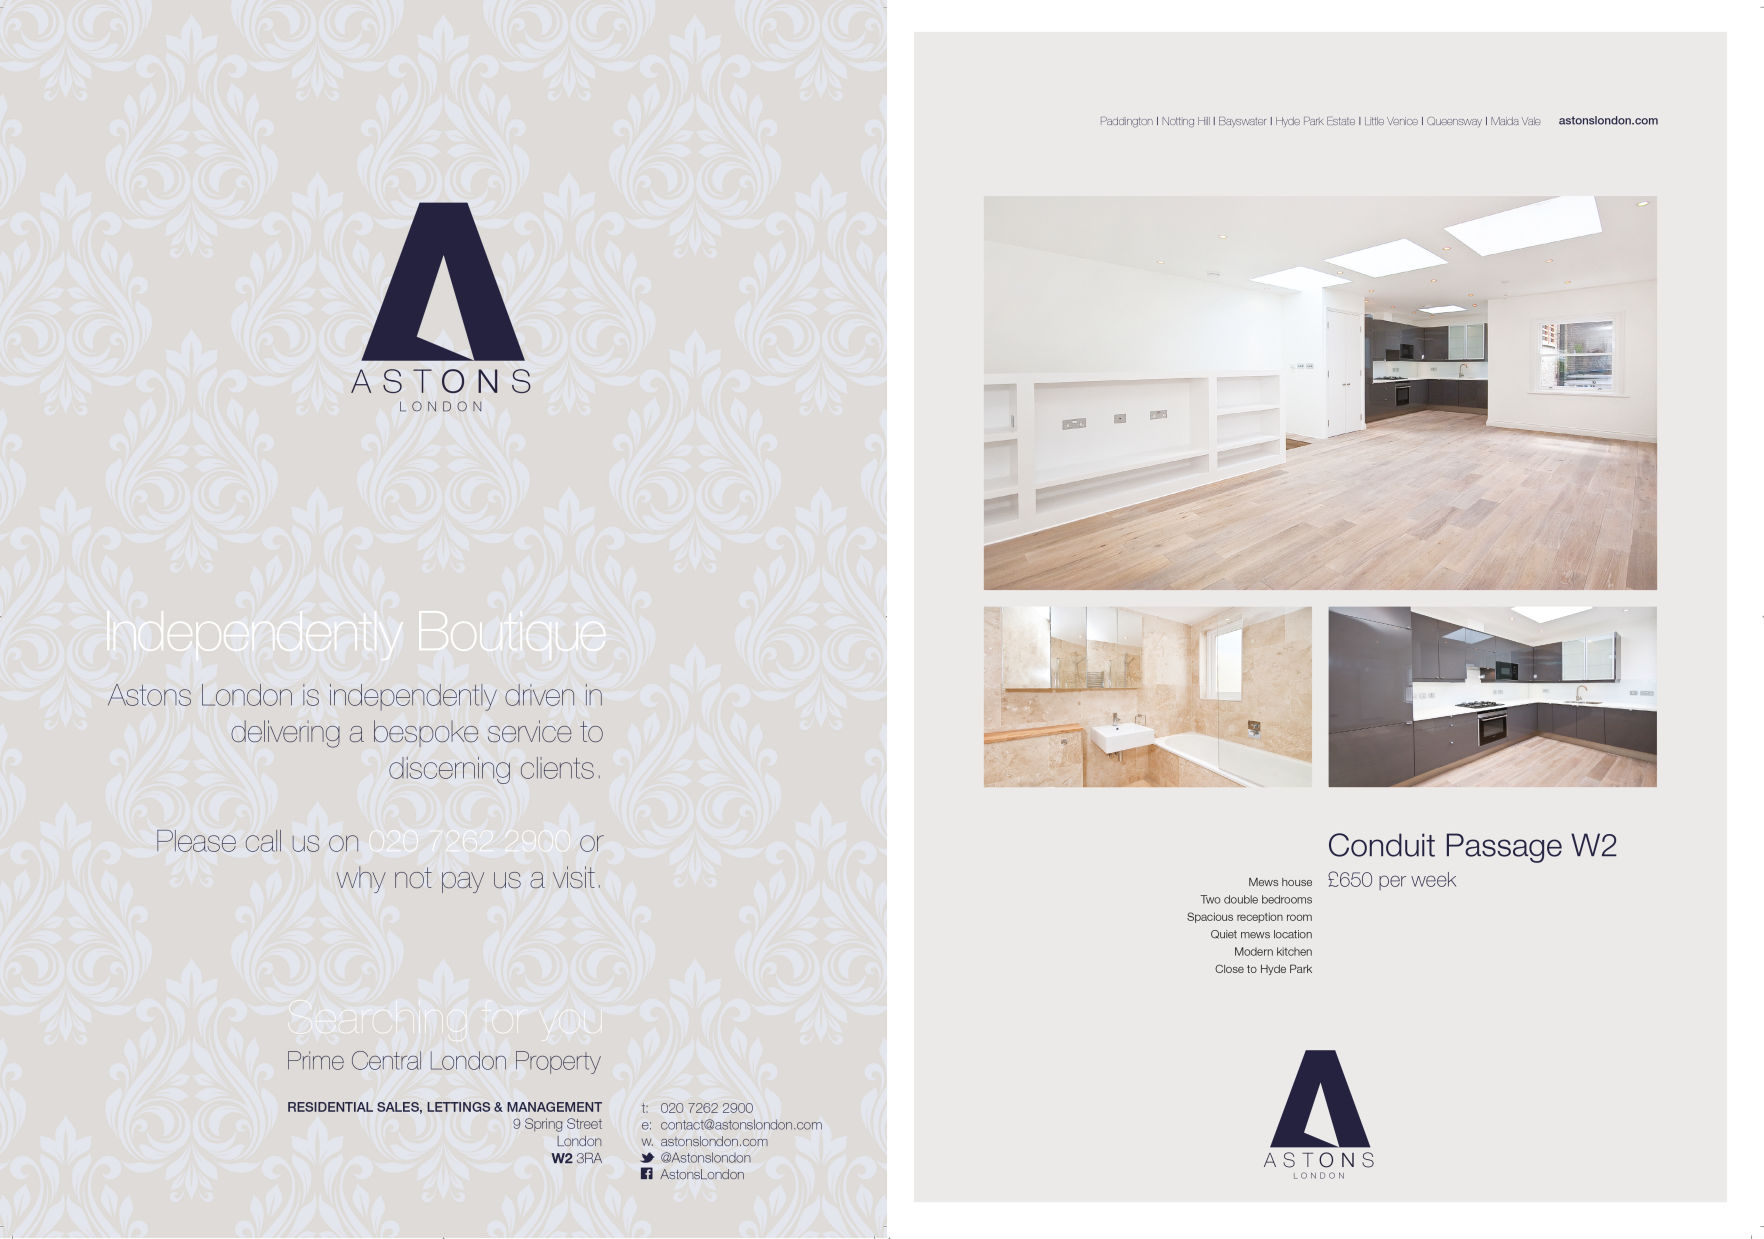 ASTONS
LONDON
Independently Boutique
Astons London is independently driven in
delivering a bespoke service to
discerning clients.
Please call us on 020 7262 2900 or
why not pay us a visit.
Searching for you
Prime Central London Property
RESIDENTIAL SALES, LETTINGS & MANAGEMENT
9 Spring Street
London
W2 3RA
t: 020 7262 2900
e: contact@astonslondon.com
w. astonslondon.com
@Astonslondon
AstonsLondon
Paddington I Notting Hill I Bayswater I Hyde Park Estate I Little Venice I Queensway I Maida Vale astonslondon.com
Conduit Passage W2
£650 per week
Mews house
Two double bedrooms
Spacious reception room
Quiet mews location
Modern kitchen
Close to Hyde Park
ASTONS
LONDON